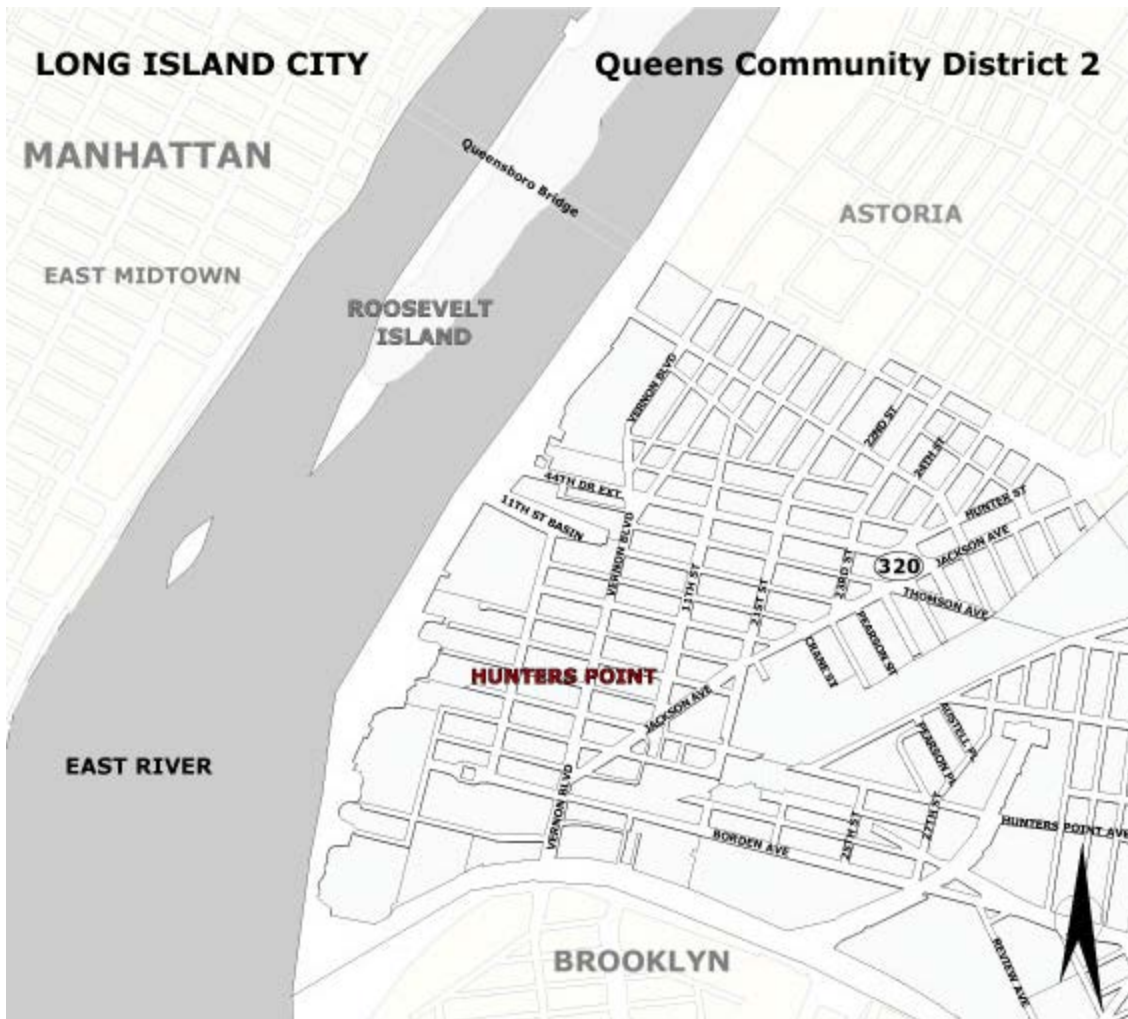 LONG ISLAND CITY
Queens Community District 2
MANHATTAN
Queensboro Bridge
ASTORIA
EAST MIDTOWN
ROOSEVELT
ISLAND
VERNON BLVD
22ND ST
24TH ST
44TH DR EXT
11TH ST BASIN
HUNTER ST
VERNON BLVD
JACKSON AVE
320
23RD ST
11TH ST
21ST ST
THOMSON AVE
CRANE ST
PEARSON ST
HUNTERS POINT
JACKSON AVE
AUSTELL PL
PEARSON PL
EAST RIVER
VERNON BLVD
25TH ST
27TH ST
HUNTERS POINT AVE
BORDEN AVE
REVIEW AVE
BROOKLYN